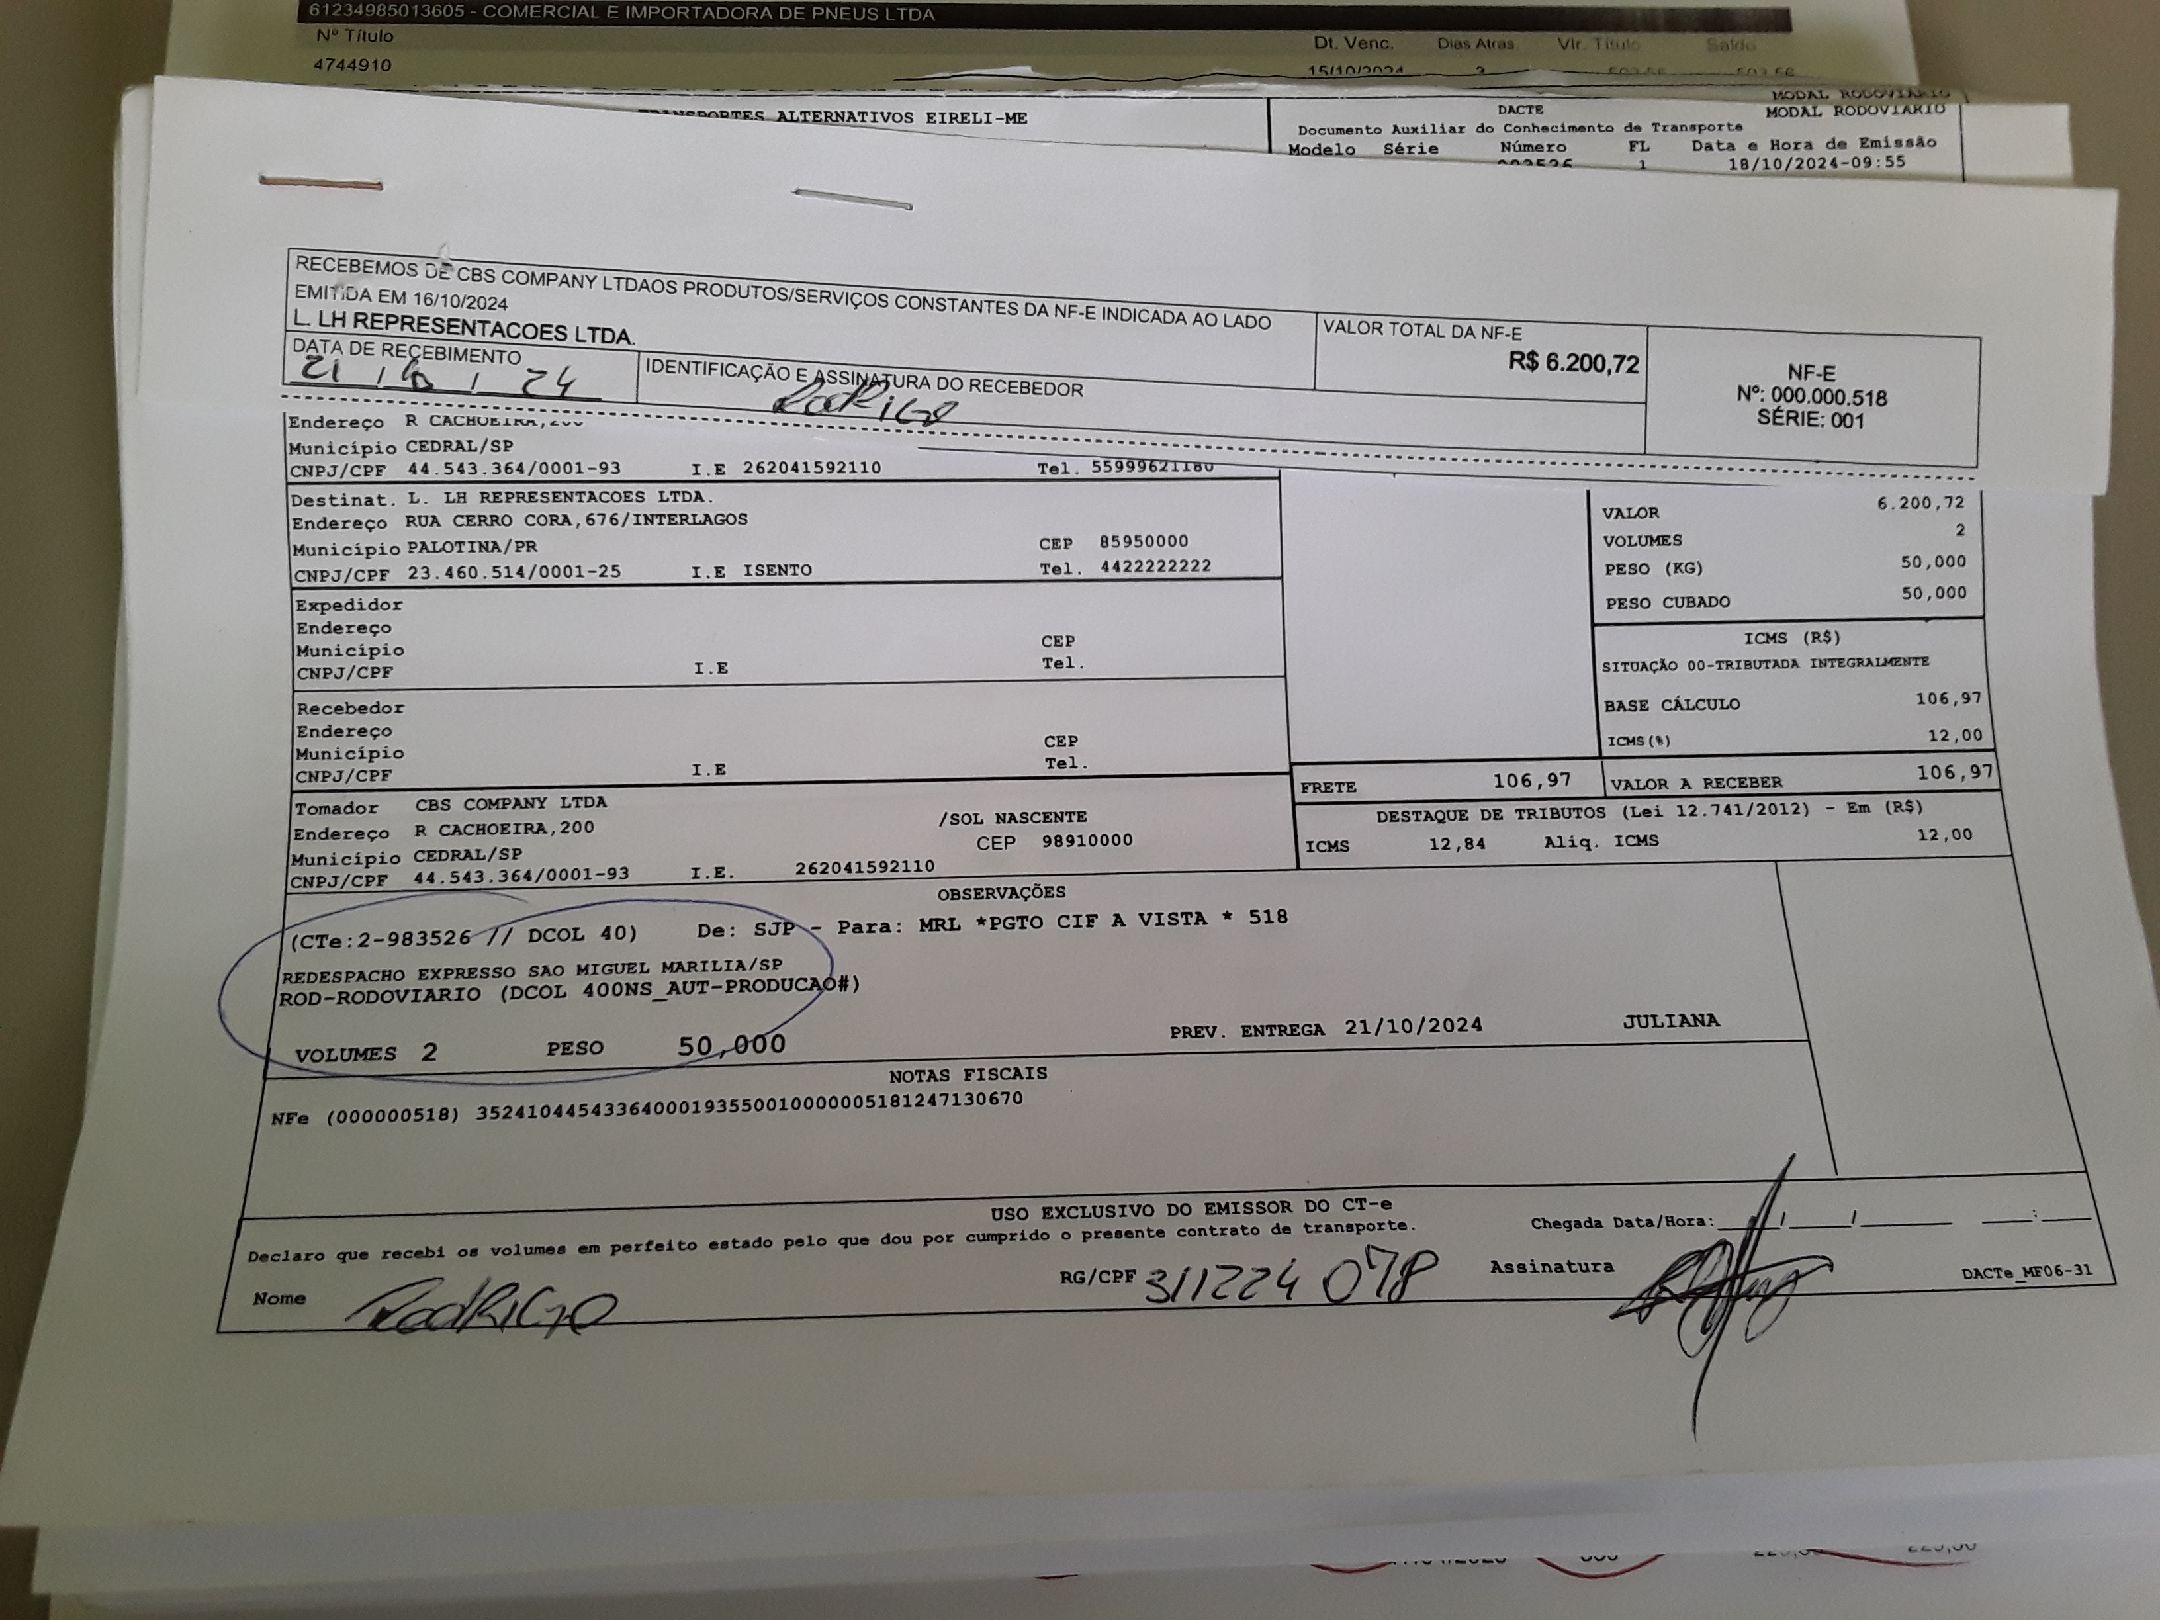 61234985013605 - COMERCIAL E IMPORTADORA DE PNEUS LTDA
Nº Título Dt. Venc. Dias Atras Vlr. Título Saldo
4744910 15/10/2024 3
MODAL RODOVIARIO
TRANSPORTES ALTERNATIVOS EIRELI-ME DACTE MODAL RODOVIARIO
Documento Auxiliar do Conhecimento de Transporte
Modelo Série Número FL Data e Hora de Emissão
1 18/10/2024-09:55
RECEBEMOS DE CBS COMPANY LTDAOS PRODUTOS/SERVIÇOS CONSTANTES DA NF-E INDICADA AO LADO
EMITIDA EM 16/10/2024
L. LH REPRESENTACOES LTDA.
VALOR TOTAL DA NF-E
R$ 6.200,72
NF-E
Nº: 000.000.518
SÉRIE: 001
DATA DE RECEBIMENTO
21 / 10 / 24
IDENTIFICAÇÃO E ASSINATURA DO RECEBEDOR
RodRiGo
Endereço R CACHOEIRA,200
Município CEDRAL/SP
CNPJ/CPF 44.543.364/0001-93 I.E 262041592110 Tel. 55999621180
Destinat. L. LH REPRESENTACOES LTDA.
Endereço RUA CERRO CORA,676/INTERLAGOS
Município PALOTINA/PR CEP 85950000
CNPJ/CPF 23.460.514/0001-25 I.E ISENTO Tel. 4422222222
VALOR 6.200,72
VOLUMES 2
PESO (KG) 50,000
PESO CUBADO 50,000
Expedidor
Endereço
Município CEP
CNPJ/CPF I.E Tel.
ICMS (R$)
SITUAÇÃO 00-TRIBUTADA INTEGRALMENTE
BASE CÁLCULO 106,97
ICMS(%) 12,00
Recebedor
Endereço
Município CEP
CNPJ/CPF I.E Tel.
FRETE 106,97 VALOR A RECEBER 106,97
Tomador CBS COMPANY LTDA
Endereço R CACHOEIRA,200 /SOL NASCENTE
Município CEDRAL/SP CEP 98910000
CNPJ/CPF 44.543.364/0001-93 I.E. 262041592110
DESTAQUE DE TRIBUTOS (Lei 12.741/2012) - Em (R$)
ICMS 12,84 Aliq. ICMS 12,00
OBSERVAÇÕES
(CTe:2-983526 // DCOL 40) De: SJP - Para: MRL *PGTO CIF A VISTA * 518
REDESPACHO EXPRESSO SAO MIGUEL MARILIA/SP
ROD-RODOVIARIO (DCOL 400NS_AUT-PRODUCAO#)
VOLUMES 2 PESO 50,000 PREV. ENTREGA 21/10/2024 JULIANA
NOTAS FISCAIS
NFe (000000518) 35241044543364000193550010000005181247130670
USO EXCLUSIVO DO EMISSOR DO CT-e
Declaro que recebi os volumes em perfeito estado pelo que dou por cumprido o presente contrato de transporte. Chegada Data/Hora:____/____/______ ___:___
Nome RodRiGo RG/CPF 311224 078 Assinatura DACTe_MF06-31